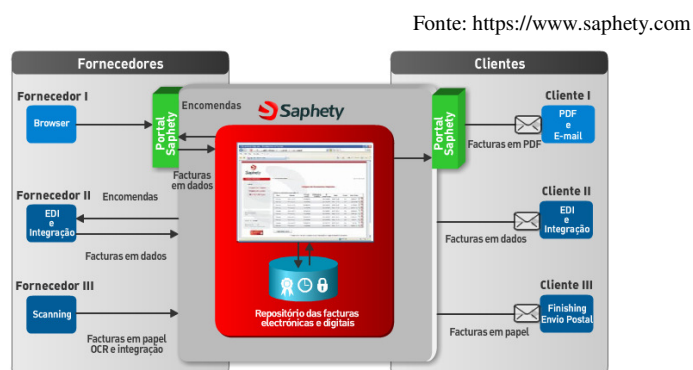 Fonte: https://www.saphety.com
Fornecedores
Clientes
Fornecedor I
Browser
Portal
Saphety
Encomendas
Facturas
em dados
Fornecedor II
Encomendas
EDI
e
Integração
Facturas em dados
Fornecedor III
Scanning
Facturas em papel
OCR e integração
Saphety
Repositório das facturas
electrónicas e digitais
Portal
Saphety
Cliente I
PDF
e
E-mail
Facturas em PDF
Cliente II
EDI
e
Integração
Facturas em dados
Cliente III
Finishing
Envio Postal
Facturas em papel